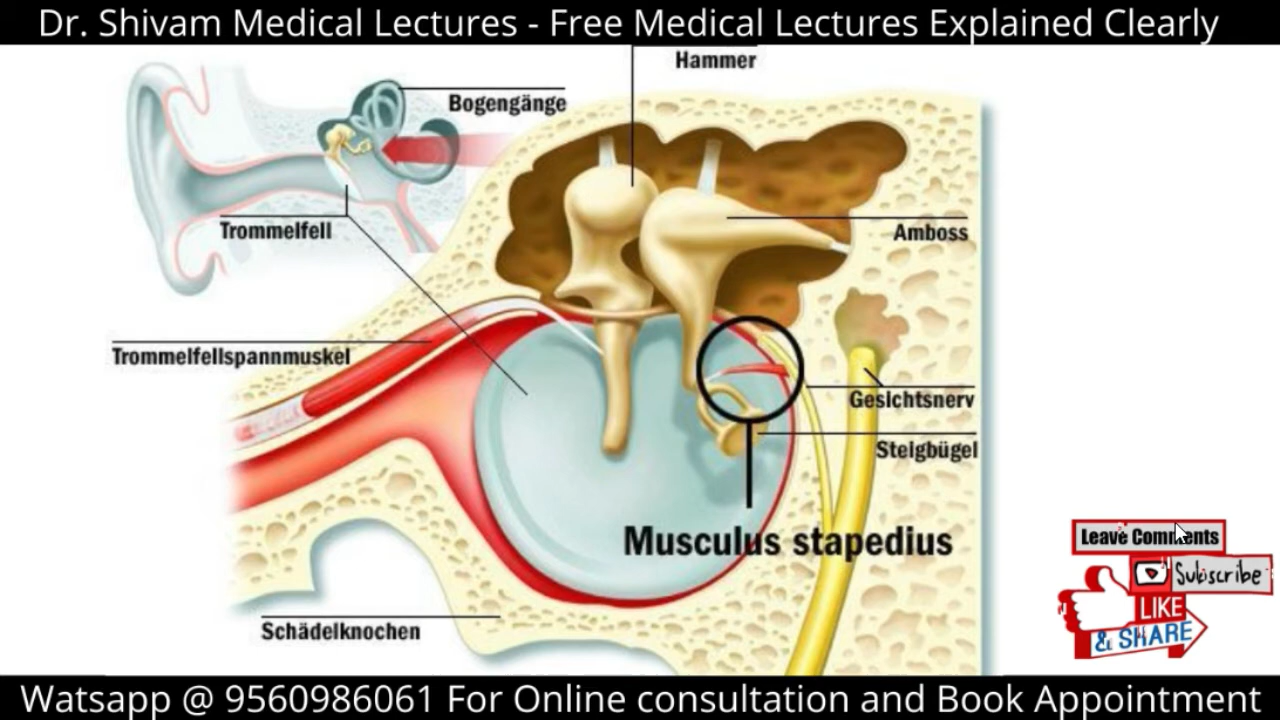 Dr. Shivam Medical Lectures - Free Medical Lectures Explained Clearly
Hammer
Bogengänge
Trommelfell
Amboss
Trommelfellspannmuskel
Gesichtsnerv
Steigbügel
Musculus stapedius
Schädelknochen
Leave Comments
Subscribe
LIKE
& SHARE
Watsapp @ 9560986061 For Online consultation and Book Appointment